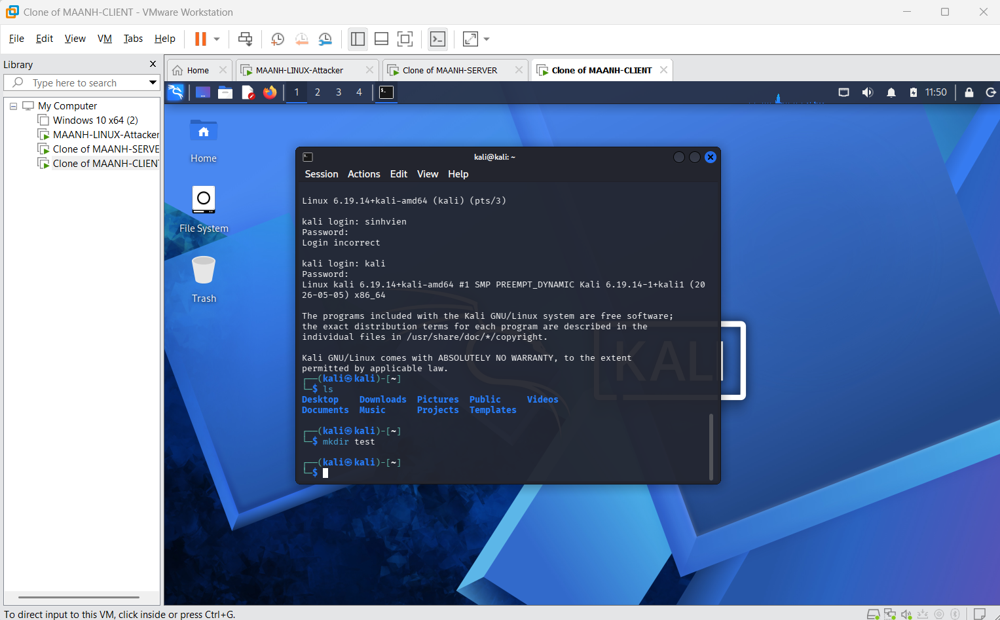 Clone of MAANH-CLIENT - VMware Workstation
File Edit View VM Tabs Help
Library
Type here to search
My Computer
Windows 10 x64 (2)
MAANH-LINUX-Attacker
Clone of MAANH-SERVE
Clone of MAANH-CLIEN
Home
MAANH-LINUX-Attacker
Clone of MAANH-SERVER
Clone of MAANH-CLIENT
1 2 3 4
11:50
Home
File System
Trash
kali@kali: ~
Session Actions Edit View Help
Linux 6.19.14+kali-amd64 (kali) (pts/3)
kali login: sinhvien
Password:
Login incorrect
kali login: kali
Password:
Linux kali 6.19.14+kali-amd64 #1 SMP PREEMPT_DYNAMIC Kali 6.19.14-1+kali1 (20
26-05-05) x86_64
The programs included with the Kali GNU/Linux system are free software;
the exact distribution terms for each program are described in the
individual files in /usr/share/doc/*/copyright.
Kali GNU/Linux comes with ABSOLUTELY NO WARRANTY, to the extent
permitted by applicable law.
┌──(kali㉿kali)-[~]
└─$ ls
Desktop Downloads Pictures Public Videos
Documents Music Projects Templates
┌──(kali㉿kali)-[~]
└─$ mkdir test
┌──(kali㉿kali)-[~]
└─$
KALI
To direct input to this VM, click inside or press Ctrl+G.